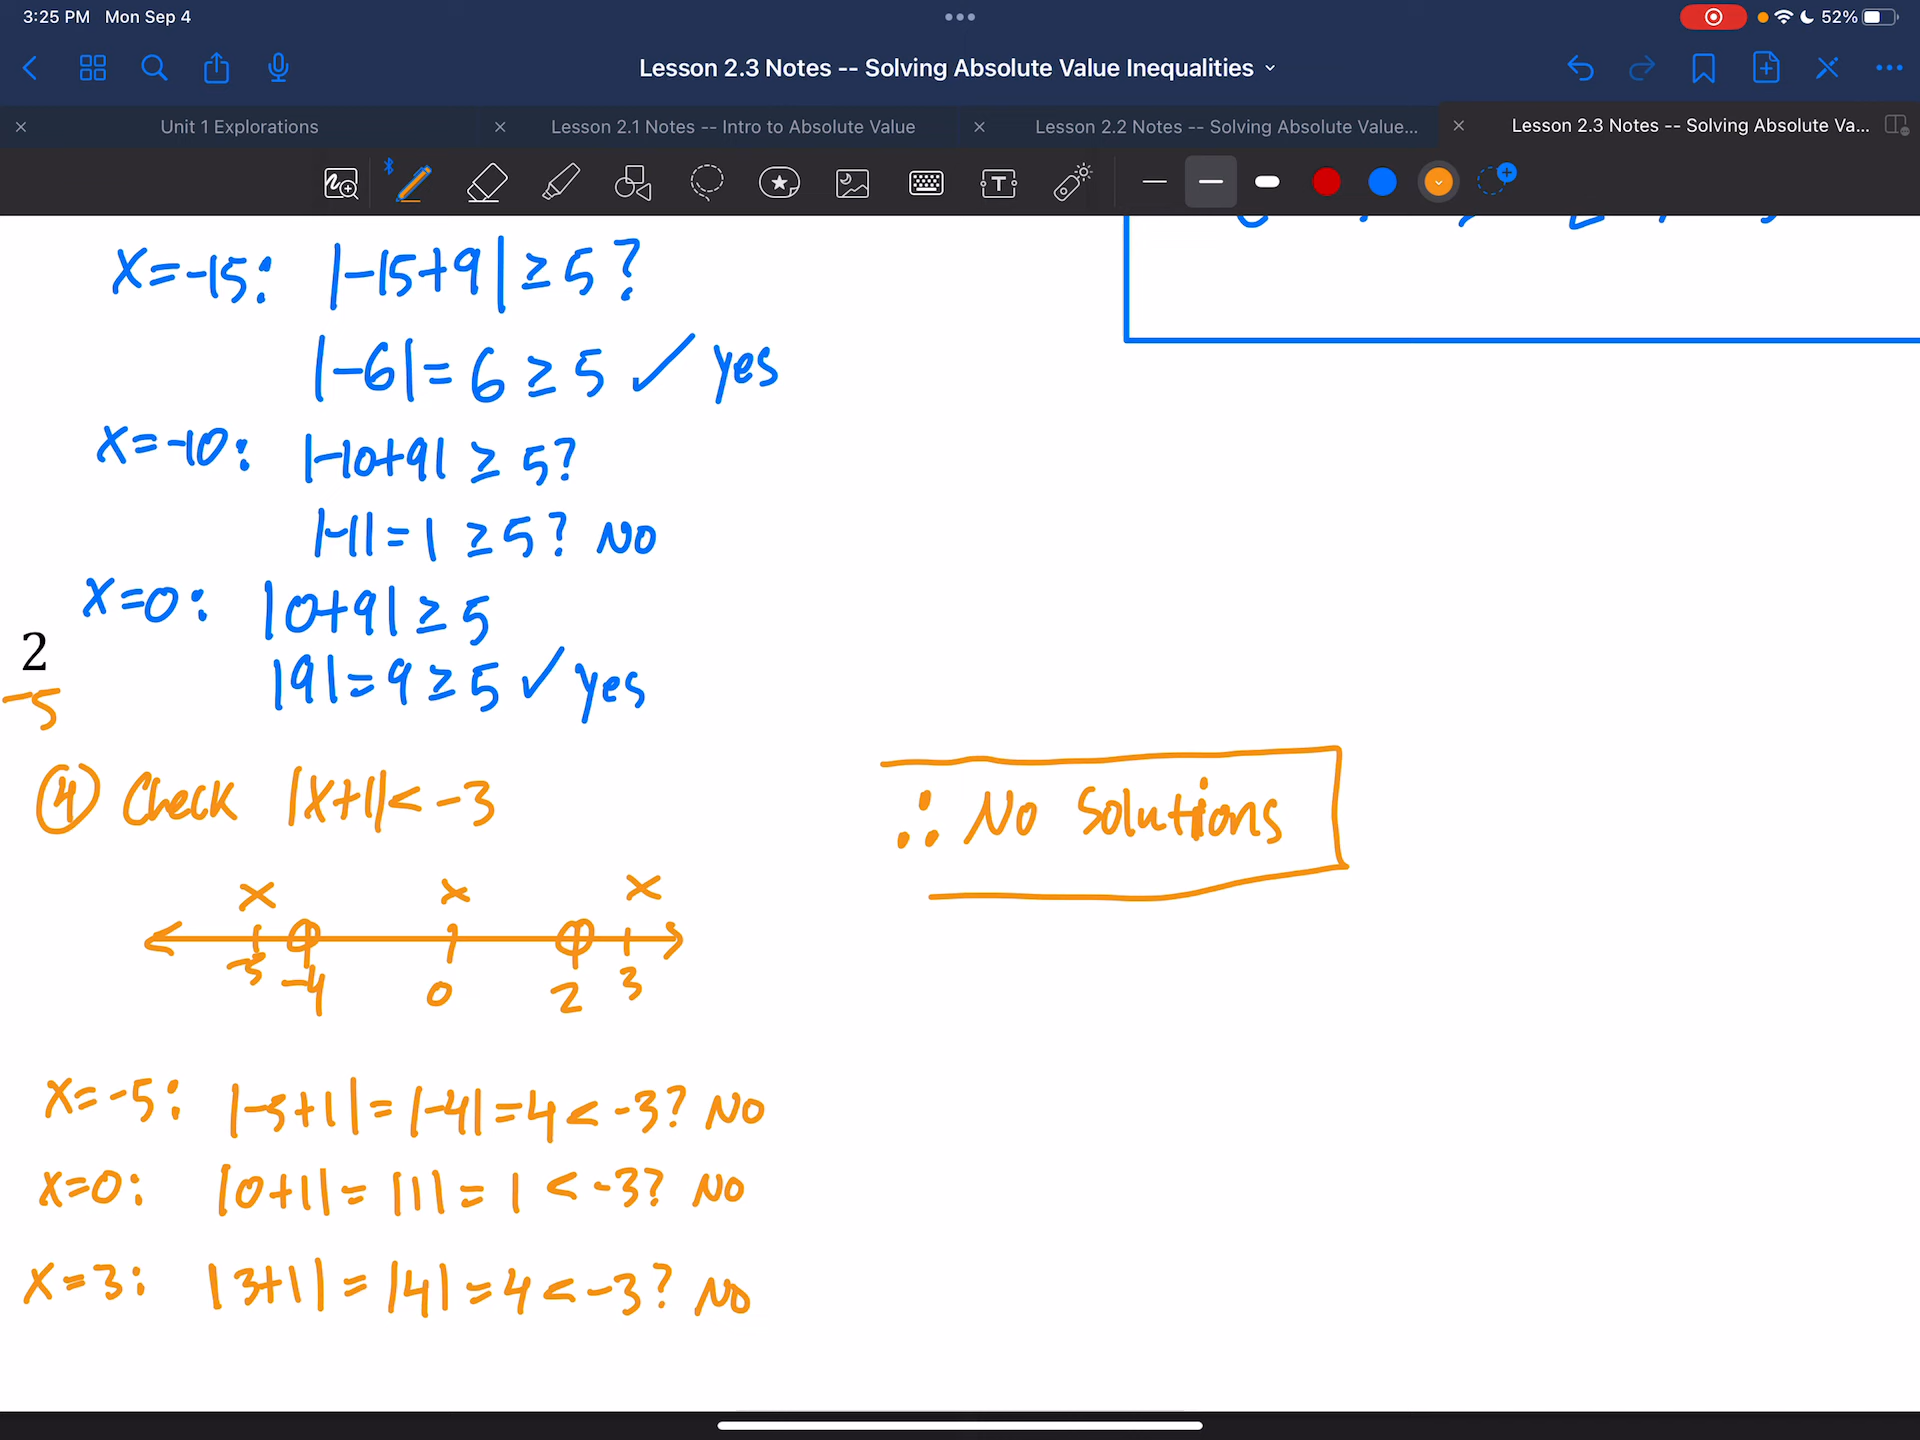 3:25 PM Mon Sep 4
52%
Lesson 2.3 Notes -- Solving Absolute Value Inequalities
Unit 1 Explorations
Lesson 2.1 Notes -- Intro to Absolute Value
Lesson 2.2 Notes -- Solving Absolute Value...
Lesson 2.3 Notes -- Solving Absolute Va...
T
x=-15: |-15+9| ≥ 5?
|-6| = 6 ≥ 5 ✓ yes
x=-10: |-10+9| ≥ 5?
|-1| = 1 ≥ 5? NO
x=0: |0+9| ≥ 5
|9| = 9 ≥ 5 ✓ yes
2
-5
④ Check |x+1| < -3
∴ No Solutions
x x x
-5 -4 0 2 3
x=-5: |-5+1| = |-4| = 4 < -3? NO
x=0: |0+1| = |1| = 1 < -3? NO
x=3: |3+1| = |4| = 4 < -3? NO